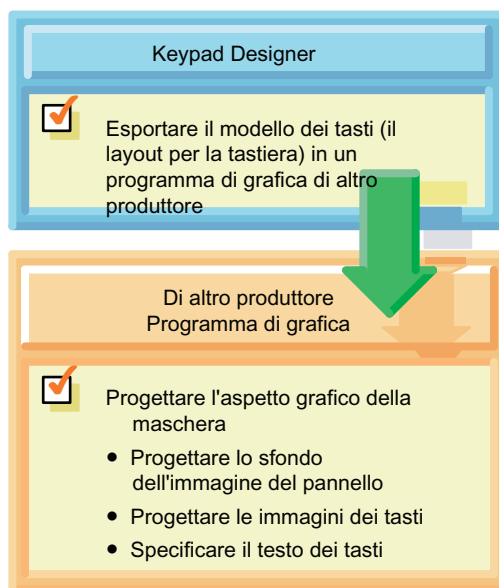 Keypad Designer
Esportare il modello dei tasti (il
layout per la tastiera) in un
programma di grafica di altro
produttore
Di altro produttore
Programma di grafica
Progettare l'aspetto grafico della
maschera
• Progettare lo sfondo
dell'immagine del pannello
• Progettare le immagini dei tasti
• Specificare il testo dei tasti